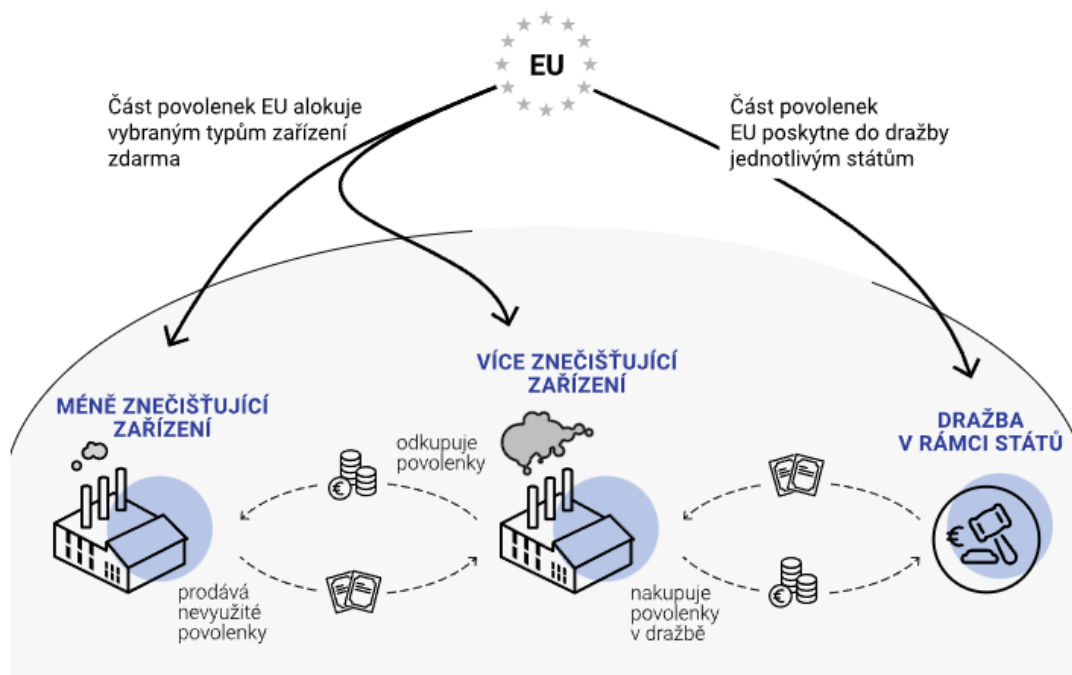 EU
Část povolenek EU alokuje
vybraným typům zařízení
zdarma
Část povolenek
EU poskytne do dražby
jednotlivým státům
VÍCE ZNEČIŠŤUJÍCÍ
ZAŘÍZENÍ
MÉNĚ ZNEČIŠŤUJÍCÍ
ZAŘÍZENÍ
DRAŽBA
V RÁMCI STÁTŮ
odkupuje
povolenky
€
€
prodává
nevyužité
povolenky
nakupuje
povolenky
v dražbě
€